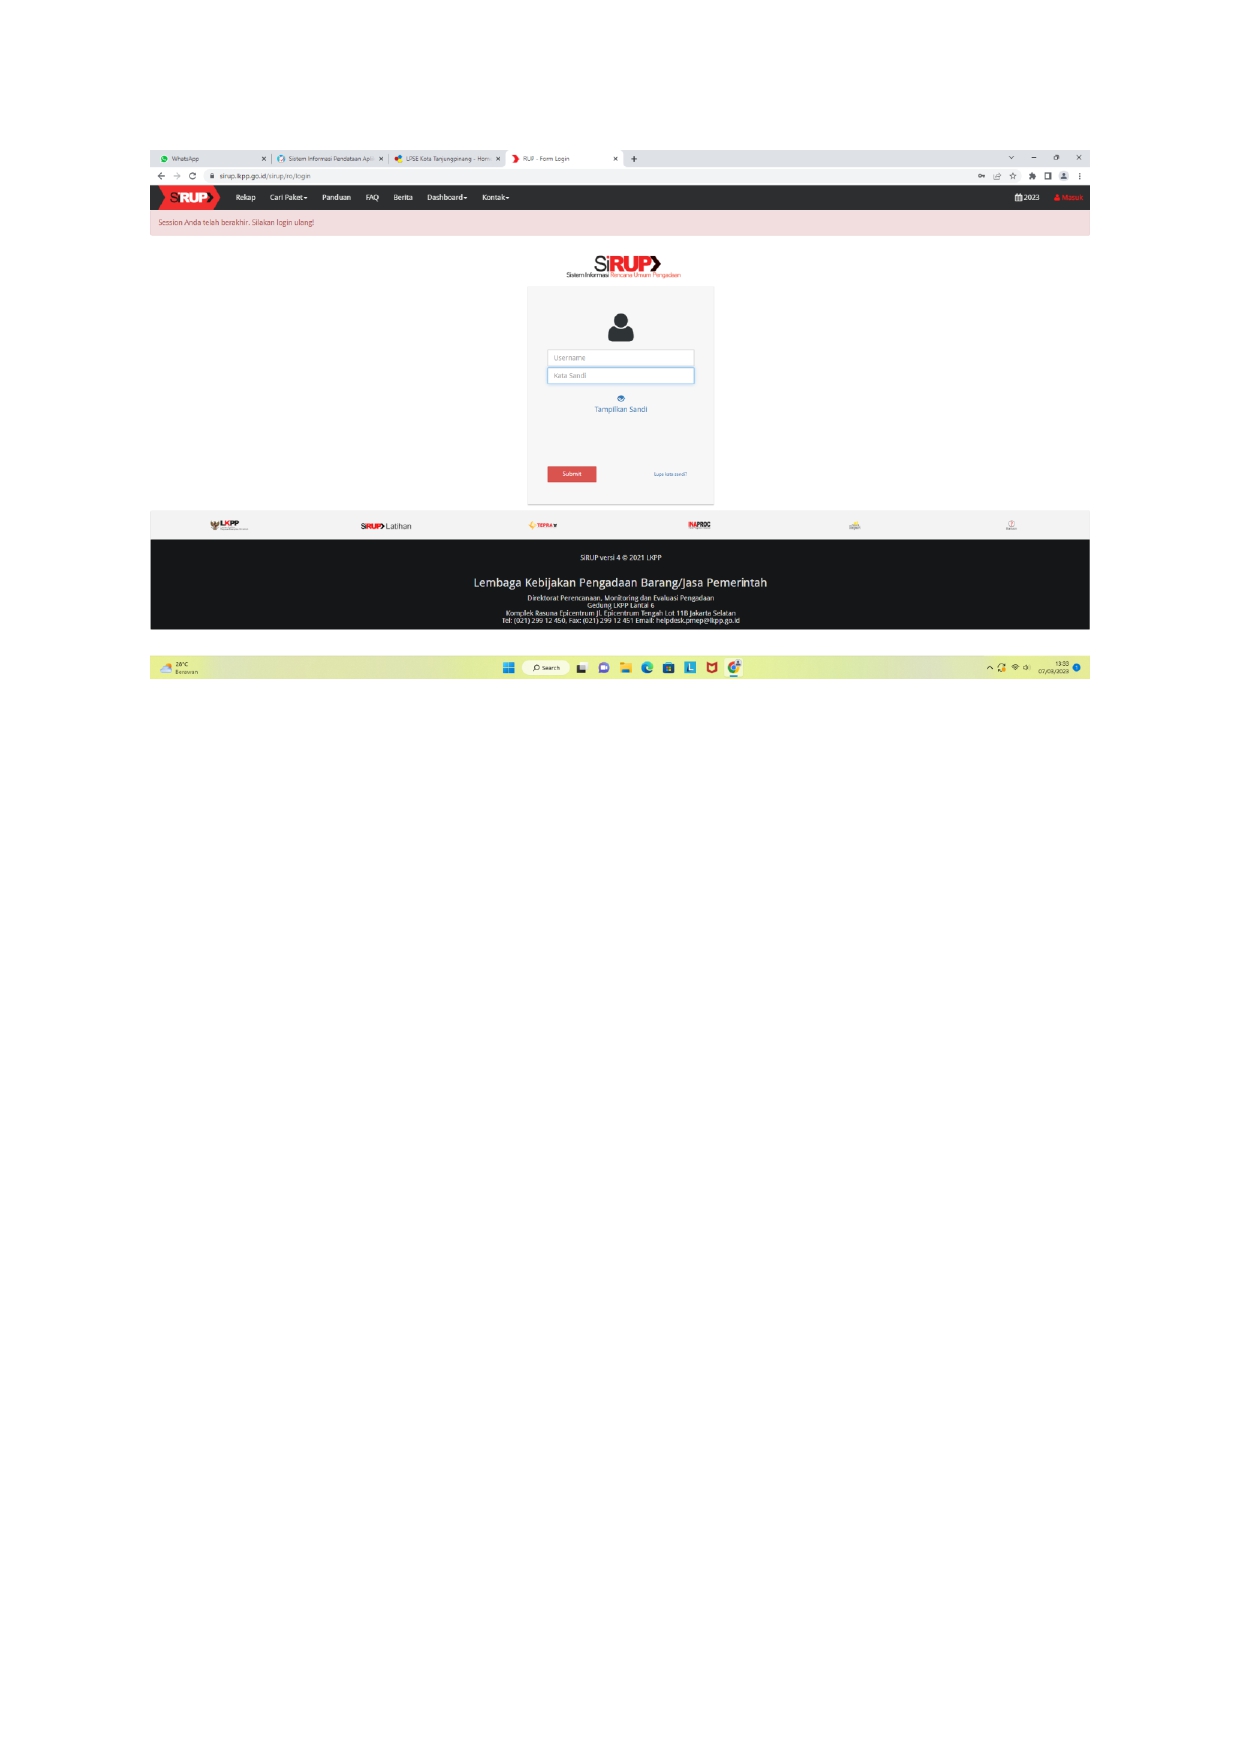 WhatsApp
Sistem Informasi Pendataan Apli
LPSE Kota Tanjungpinang - Hom
RUP - Form Login
sirup.lkpp.go.id/sirup/ro/login
SiRUP
Rekap
Cari Paket
Panduan
FAQ
Berita
Dashboard
Kontak
2023
Masuk
Session Anda telah berakhir. Silakan login ulang!
SiRUP
Sistem Informasi Rencana Umum Pengadaan
Username
Kata Sandi
Tampilkan Sandi
Submit
Lupa kata sandi?
LKPP
SiRUP Latihan
TEPRA
INAPROC
SiRUP versi 4 © 2021 LKPP
Lembaga Kebijakan Pengadaan Barang/Jasa Pemerintah
Direktorat Perencanaan, Monitoring dan Evaluasi Pengadaan
Gedung LKPP Lantai 6
Komplek Rasuna Epicentrum Jl. Epicentrum Tengah Lot 11B Jakarta Selatan
Tel: (021) 299 12 450, Fax: (021) 299 12 451 Email: helpdesk.pmep@lkpp.go.id
28°C
Berawan
Search
13:33
07/03/2023